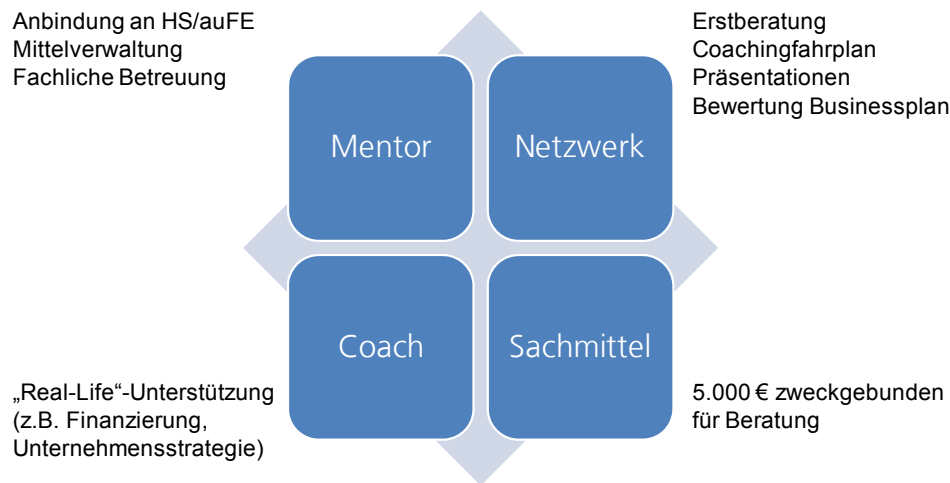 Anbindung an HS/auFE
Mittelverwaltung
Fachliche Betreuung
Erstberatung
Coachingfahrplan
Präsentationen
Bewertung Businessplan
Mentor
Netzwerk
Coach
Sachmittel
„Real-Life“-Unterstützung
(z.B. Finanzierung,
Unternehmensstrategie)
5.000 € zweckgebunden
für Beratung